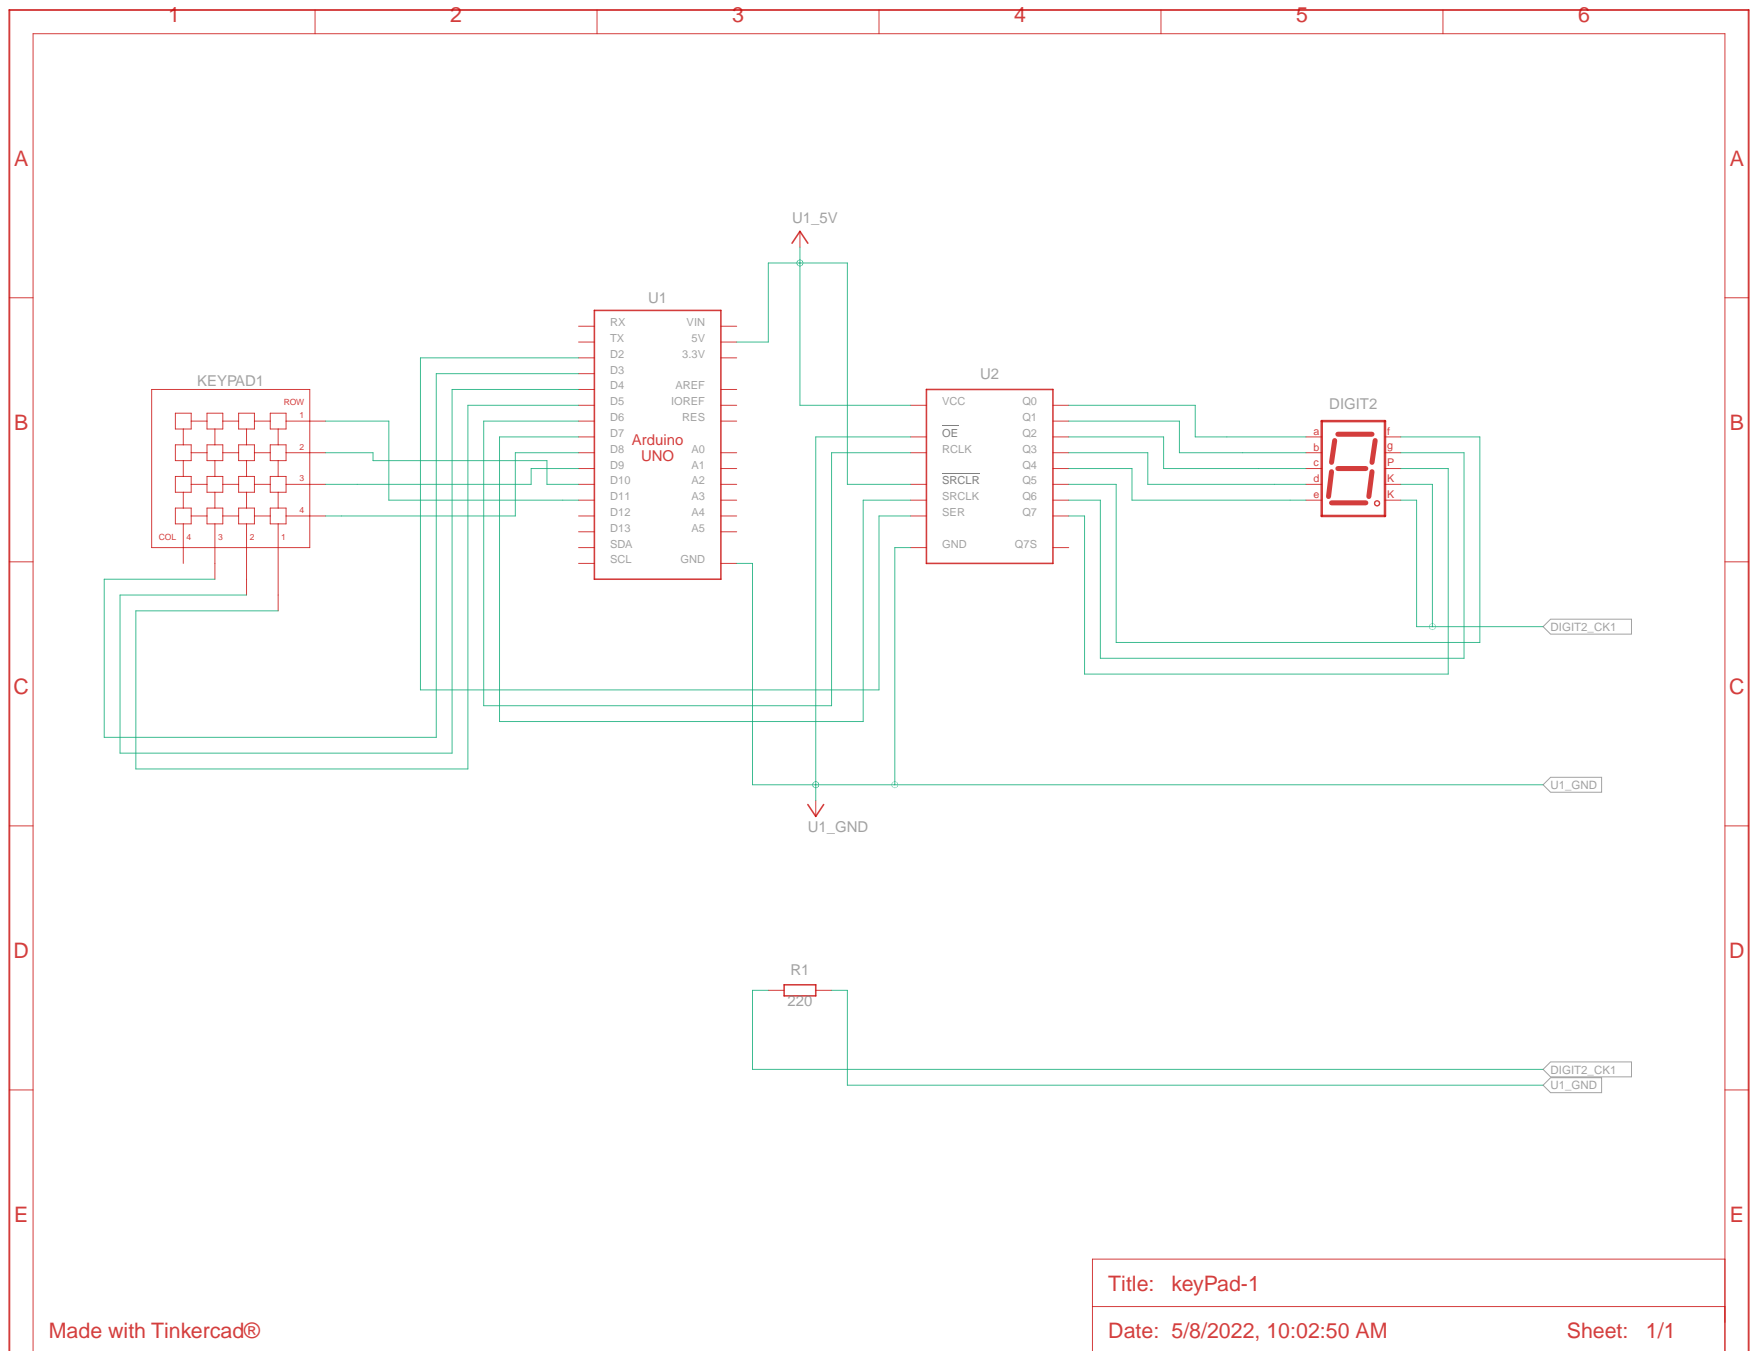 1 2 3 4 5 6
A A
U1_5V
U1
RX VIN
TX 5V
D2 3.3V
D3
D4 AREF
D5 IOREF
D6 RES
D7
Arduino
UNO
D8 A0
D9 A1
D10 A2
D11 A3
D12 A4
D13 A5
SDA
SCL GND
KEYPAD1
ROW
1
2
3
4
COL 4 3 2 1
U2
VCC Q0
Q1
OE Q2
RCLK Q3
Q4
SRCLR Q5
SRCLK Q6
SER Q7
GND Q7S
DIGIT2
a f
b g
c P
d K
e K
B B
DIGIT2_CK1
C C
U1_GND
U1_GND
D D
R1
220
DIGIT2_CK1
U1_GND
E E
Title: keyPad-1
Made with Tinkercad®
Date: 5/8/2022, 10:02:50 AM Sheet: 1/1